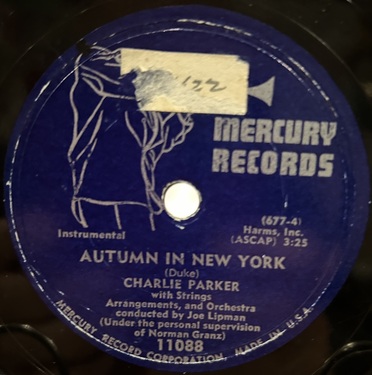 MERCURY
RECORDS
(677-4)
Harms, Inc.
(ASCAP) 3:25
Instrumental
AUTUMN IN NEW YORK
(Duke)
CHARLIE PARKER
with Strings
Arrangements, and Orchestra
conducted by Joe Lipman
(Under the personal supervision
of Norman Granz)
11088
MERCURY RECORD CORPORATION, MADE IN U.S.A.